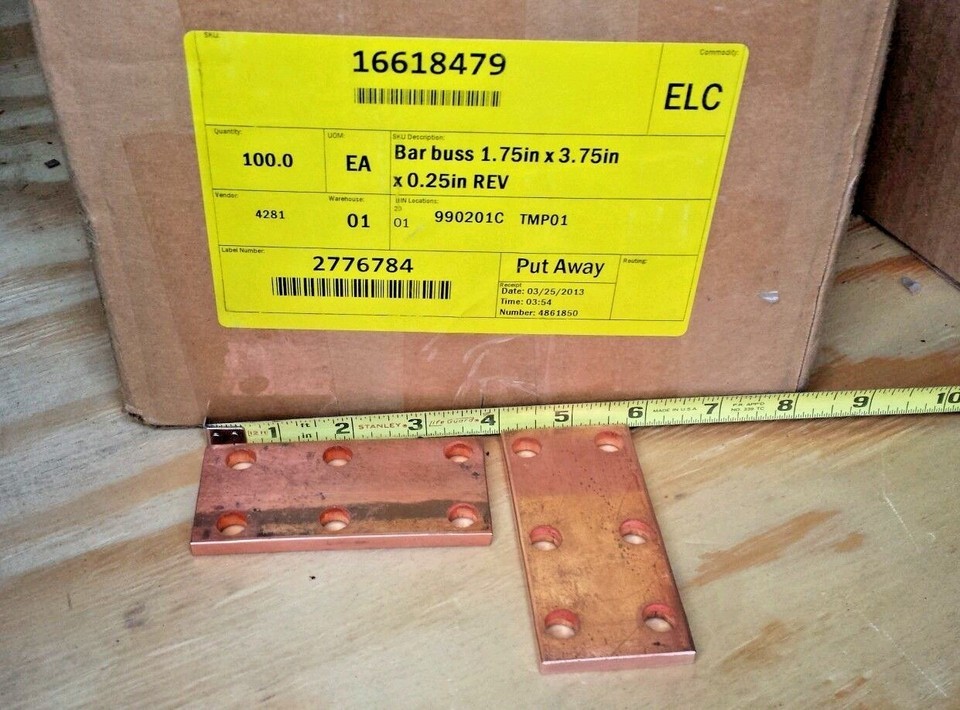 SKU:
16618479
Commodity:
ELC
Quantity:
100.0
UOM:
EA
SKU Description:
Bar buss 1.75in x 3.75in
x 0.25in REV
Vendor:
4281
Warehouse:
01
BIN Locations:
20
01 990201C TMP01
Label Number:
2776784
Put Away
Routing:
Receipt
Date: 03/25/2013
Time: 03:54
Number: 4861850
1 ft in 2 STANLEY 3 4 5 6 MADE IN U.S.A. 7 8 9 10